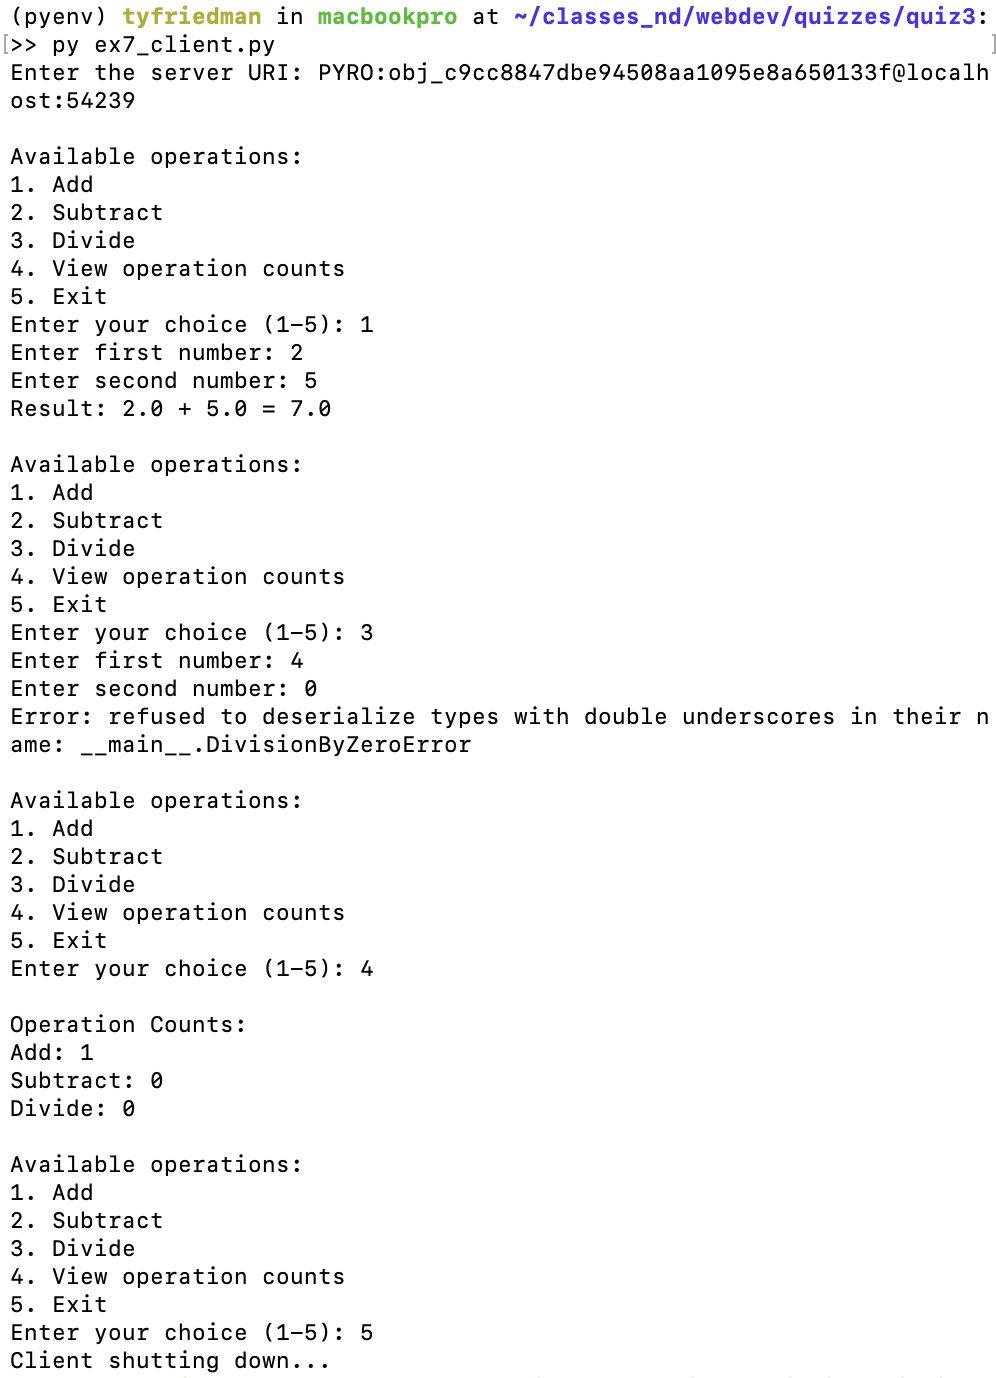 (pyenv) tyfriedman in macbookpro at ~/classes_nd/webdev/quizzes/quiz3:
[>> py ex7_client.py ]
Enter the server URI: PYRO:obj_c9cc8847dbe94508aa1095e8a650133f@localh
ost:54239
Available operations:
1. Add
2. Subtract
3. Divide
4. View operation counts
5. Exit
Enter your choice (1-5): 1
Enter first number: 2
Enter second number: 5
Result: 2.0 + 5.0 = 7.0
Available operations:
1. Add
2. Subtract
3. Divide
4. View operation counts
5. Exit
Enter your choice (1-5): 3
Enter first number: 4
Enter second number: 0
Error: refused to deserialize types with double underscores in their n
ame: __main__.DivisionByZeroError
Available operations:
1. Add
2. Subtract
3. Divide
4. View operation counts
5. Exit
Enter your choice (1-5): 4
Operation Counts:
Add: 1
Subtract: 0
Divide: 0
Available operations:
1. Add
2. Subtract
3. Divide
4. View operation counts
5. Exit
Enter your choice (1-5): 5
Client shutting down...